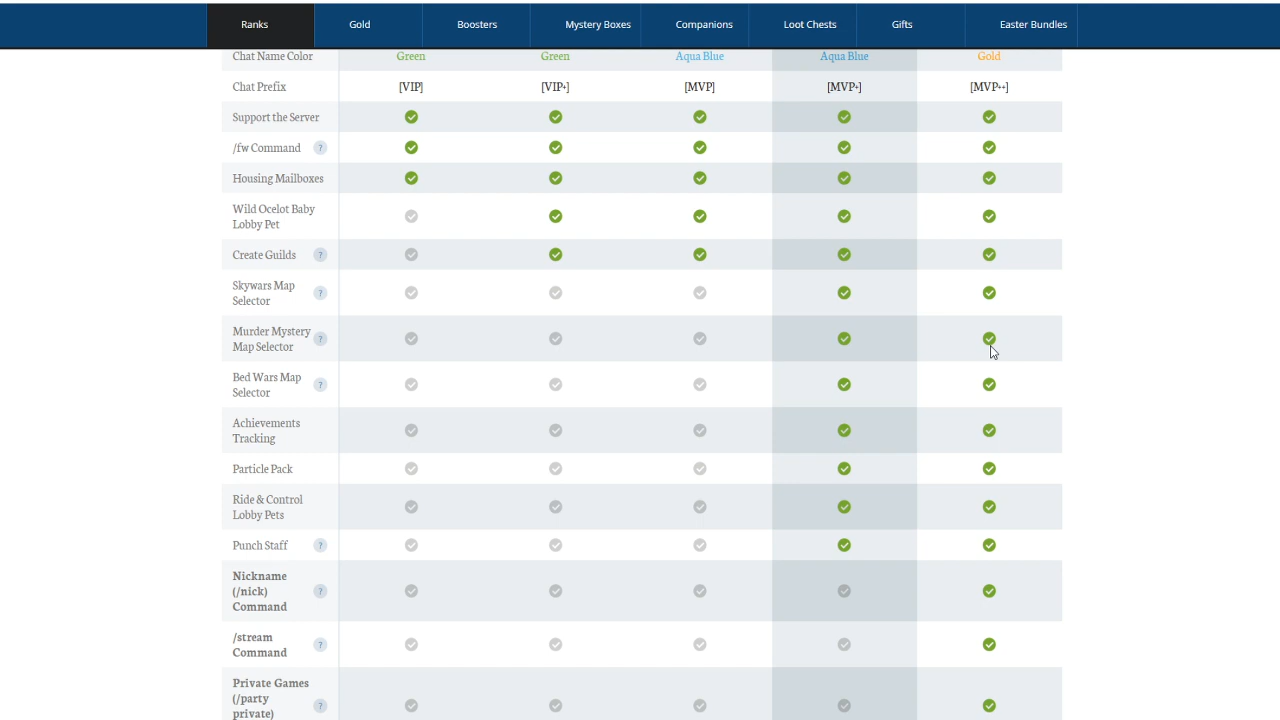 Ranks Gold Boosters Mystery Boxes Companions Loot Chests Gifts Easter Bundles
Chat Name Color Green Green Aqua Blue Aqua Blue Gold
Chat Prefix [VIP] [VIP+] [MVP] [MVP+] [MVP++]
Support the Server
/fw Command ?
Housing Mailboxes
Wild Ocelot Baby
Lobby Pet
Create Guilds ?
Skywars Map
Selector ?
Murder Mystery
Map Selector ?
Bed Wars Map
Selector ?
Achievements
Tracking
Particle Pack
Ride & Control
Lobby Pets
Punch Staff ?
Nickname
(/nick) ?
Command
/stream
Command ?
Private Games
(/party ?
private)